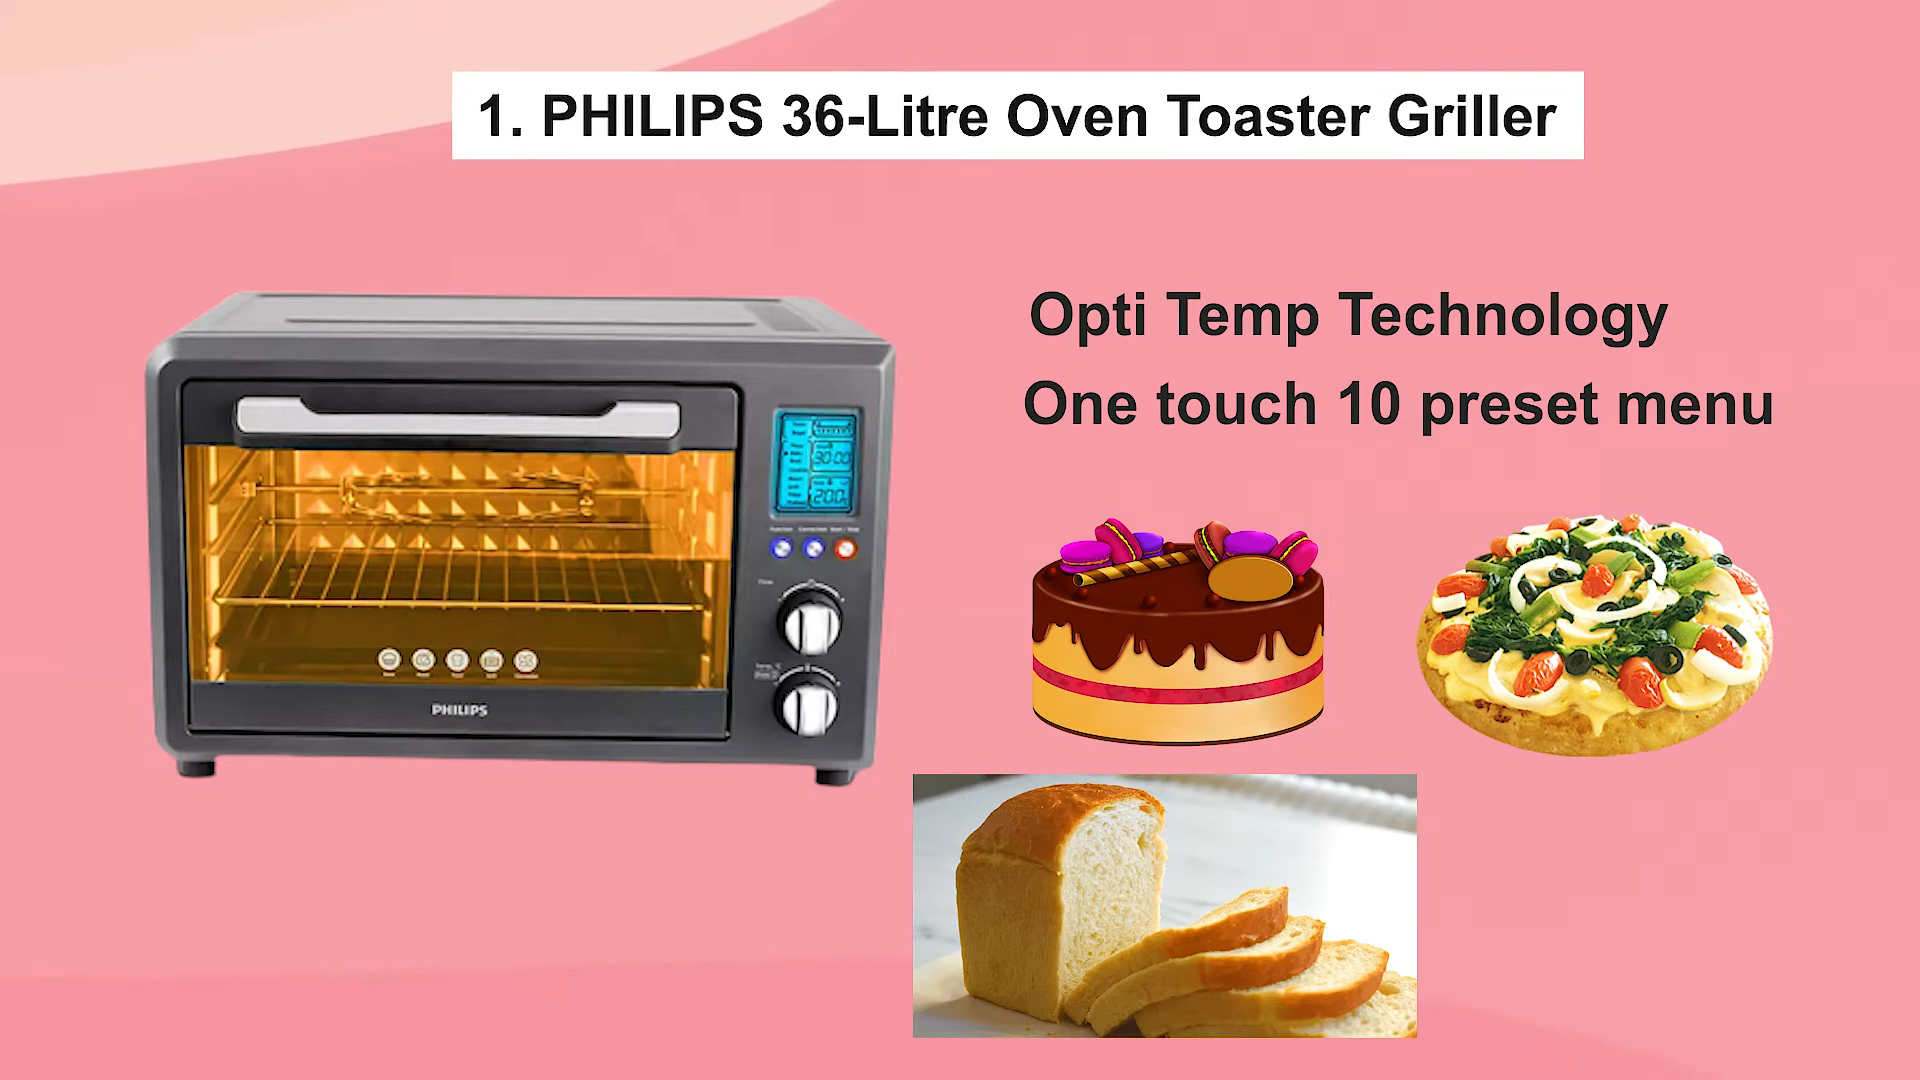 1. PHILIPS 36-Litre Oven Toaster Griller
Opti Temp Technology
One touch 10 preset menu
30:00
200
PHILIPS